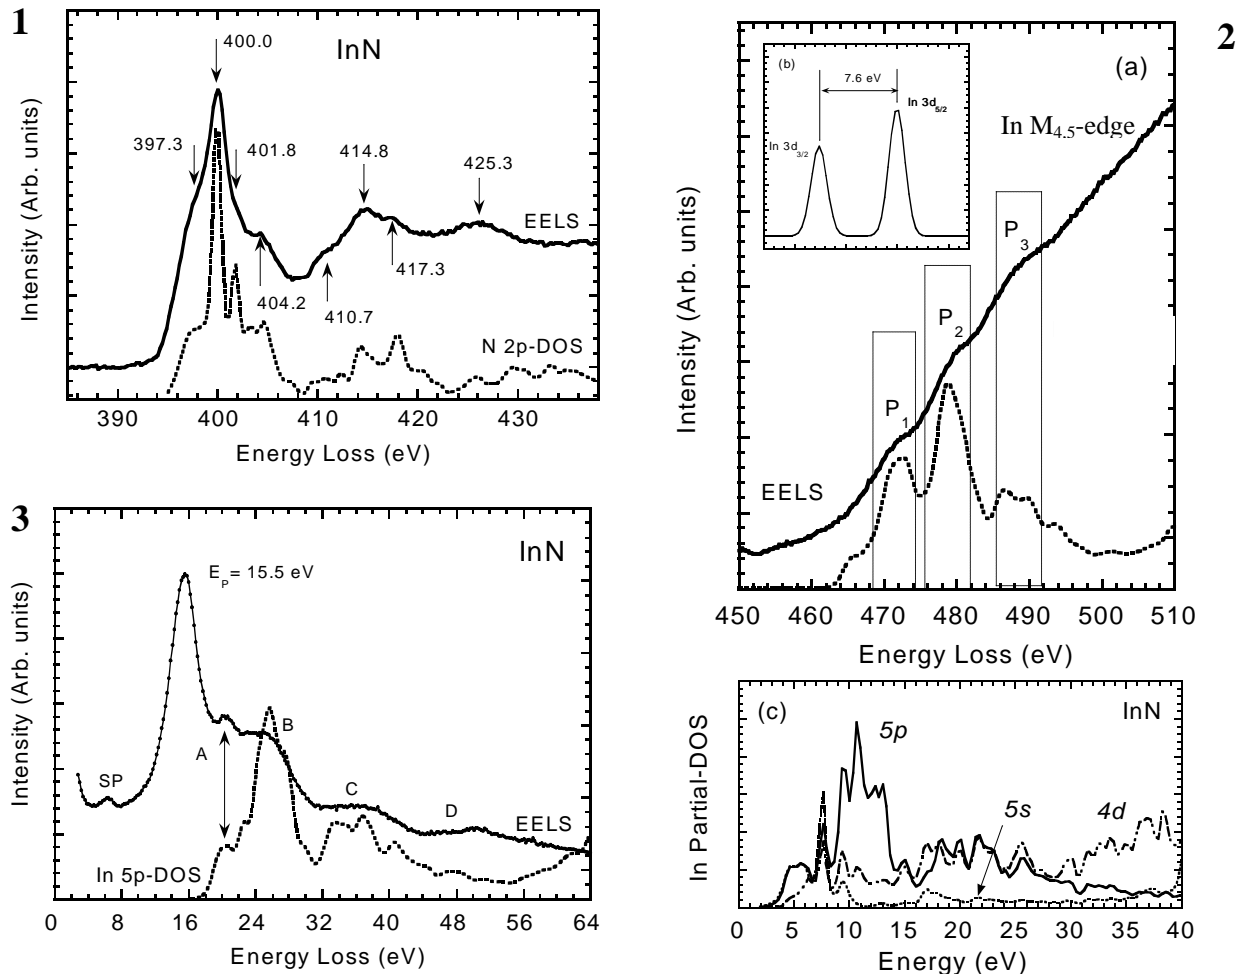 1
InN
400.0
397.3
401.8
414.8
425.3
EELS
404.2
410.7
417.3
N 2p-DOS
Intensity (Arb. units)
390 400 410 420 430
Energy Loss (eV)
2
(a)
(b)
7.6 eV
In 3d5/2
In 3d3/2
In M4.5-edge
P3
P2
P1
EELS
Intensity (Arb. units)
450 460 470 480 490 500 510
Energy Loss (eV)
3
InN
EP= 15.5 eV
SP
A
B
C
D
EELS
In 5p-DOS
Intensity (Arb. units)
0 8 16 24 32 40 48 56 64
Energy Loss (eV)
(c)
InN
5p
5s
4d
In Partial-DOS
0 5 10 15 20 25 30 35 40
Energy (eV)